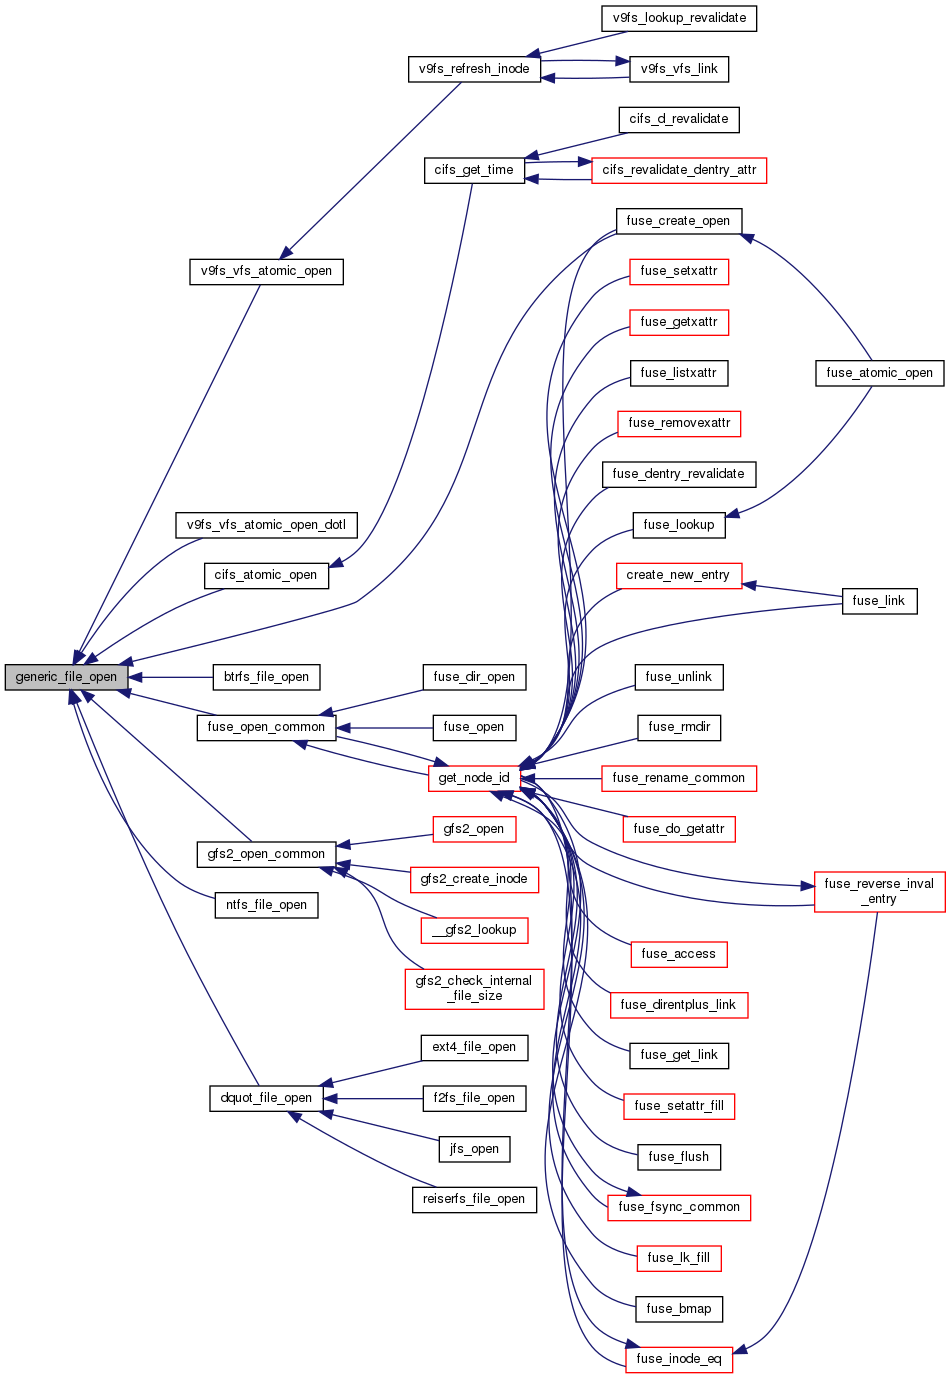 v9fs_lookup_revalidate
v9fs_refresh_inode
v9fs_vfs_link
cifs_d_revalidate
cifs_get_time
cifs_revalidate_dentry_attr
fuse_create_open
v9fs_vfs_atomic_open
fuse_setxattr
fuse_getxattr
fuse_listxattr
fuse_atomic_open
fuse_removexattr
fuse_dentry_revalidate
v9fs_vfs_atomic_open_dotl
fuse_lookup
cifs_atomic_open
create_new_entry
fuse_link
generic_file_open
btrfs_file_open
fuse_dir_open
fuse_unlink
fuse_open_common
fuse_open
fuse_rmdir
get_node_id
fuse_rename_common
gfs2_open
fuse_do_getattr
gfs2_open_common
gfs2_create_inode
fuse_reverse_inval
_entry
ntfs_file_open
__gfs2_lookup
fuse_access
gfs2_check_internal
_file_size
fuse_direntplus_link
ext4_file_open
fuse_get_link
dquot_file_open
f2fs_file_open
fuse_setattr_fill
jfs_open
fuse_flush
reiserfs_file_open
fuse_fsync_common
fuse_lk_fill
fuse_bmap
fuse_inode_eq